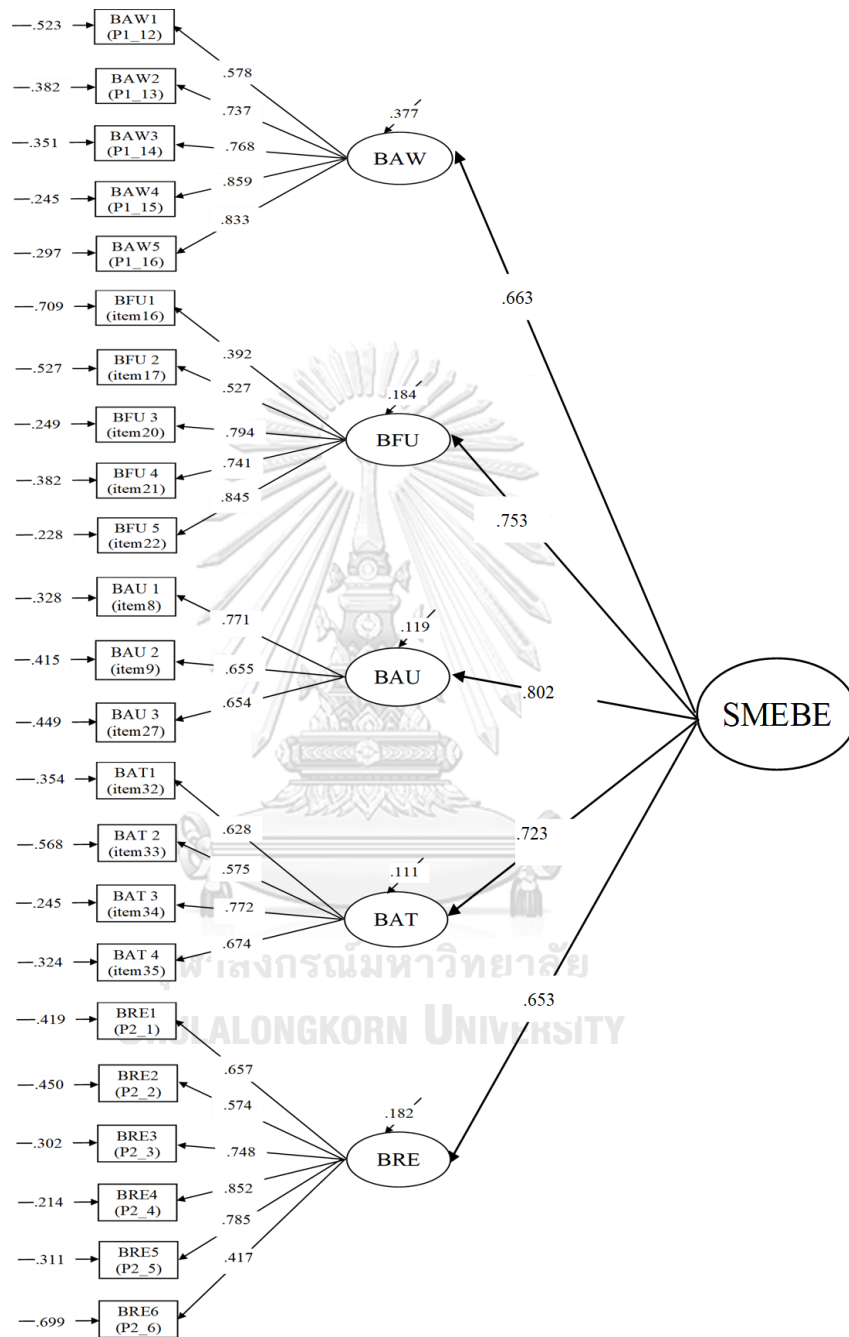 .523
BAW1
(P1_12)
.578
.382
BAW2
(P1_13)
.737
.377
.351
BAW3
(P1_14)
.768
BAW
.245
BAW4
(P1_15)
.859
.297
BAW5
(P1_16)
.833
.663
.709
BFU1
(item16)
.392
.527
BFU 2
(item17)
.527
.184
.249
BFU 3
(item20)
.794
BFU
.382
BFU 4
(item21)
.741
.228
BFU 5
(item22)
.845
.753
.328
BAU 1
(item8)
.771
.119
.415
BAU 2
(item9)
.655
BAU
.802
.449
BAU 3
(item27)
.654
SMEBE
.354
BAT1
(item32)
.628
.723
.568
BAT 2
(item33)
.575
.111
.245
BAT 3
(item34)
.772
BAT
.324
BAT 4
(item35)
.674
จุฬาลงกรณ์มหาวิทยาลัย
CHULALONGKORN UNIVERSITY
.653
.419
BRE1
(P2_1)
.657
.450
BRE2
(P2_2)
.574
.182
.302
BRE3
(P2_3)
.748
BRE
.214
BRE4
(P2_4)
.852
.311
BRE5
(P2_5)
.785
.699
BRE6
(P2_6)
.417